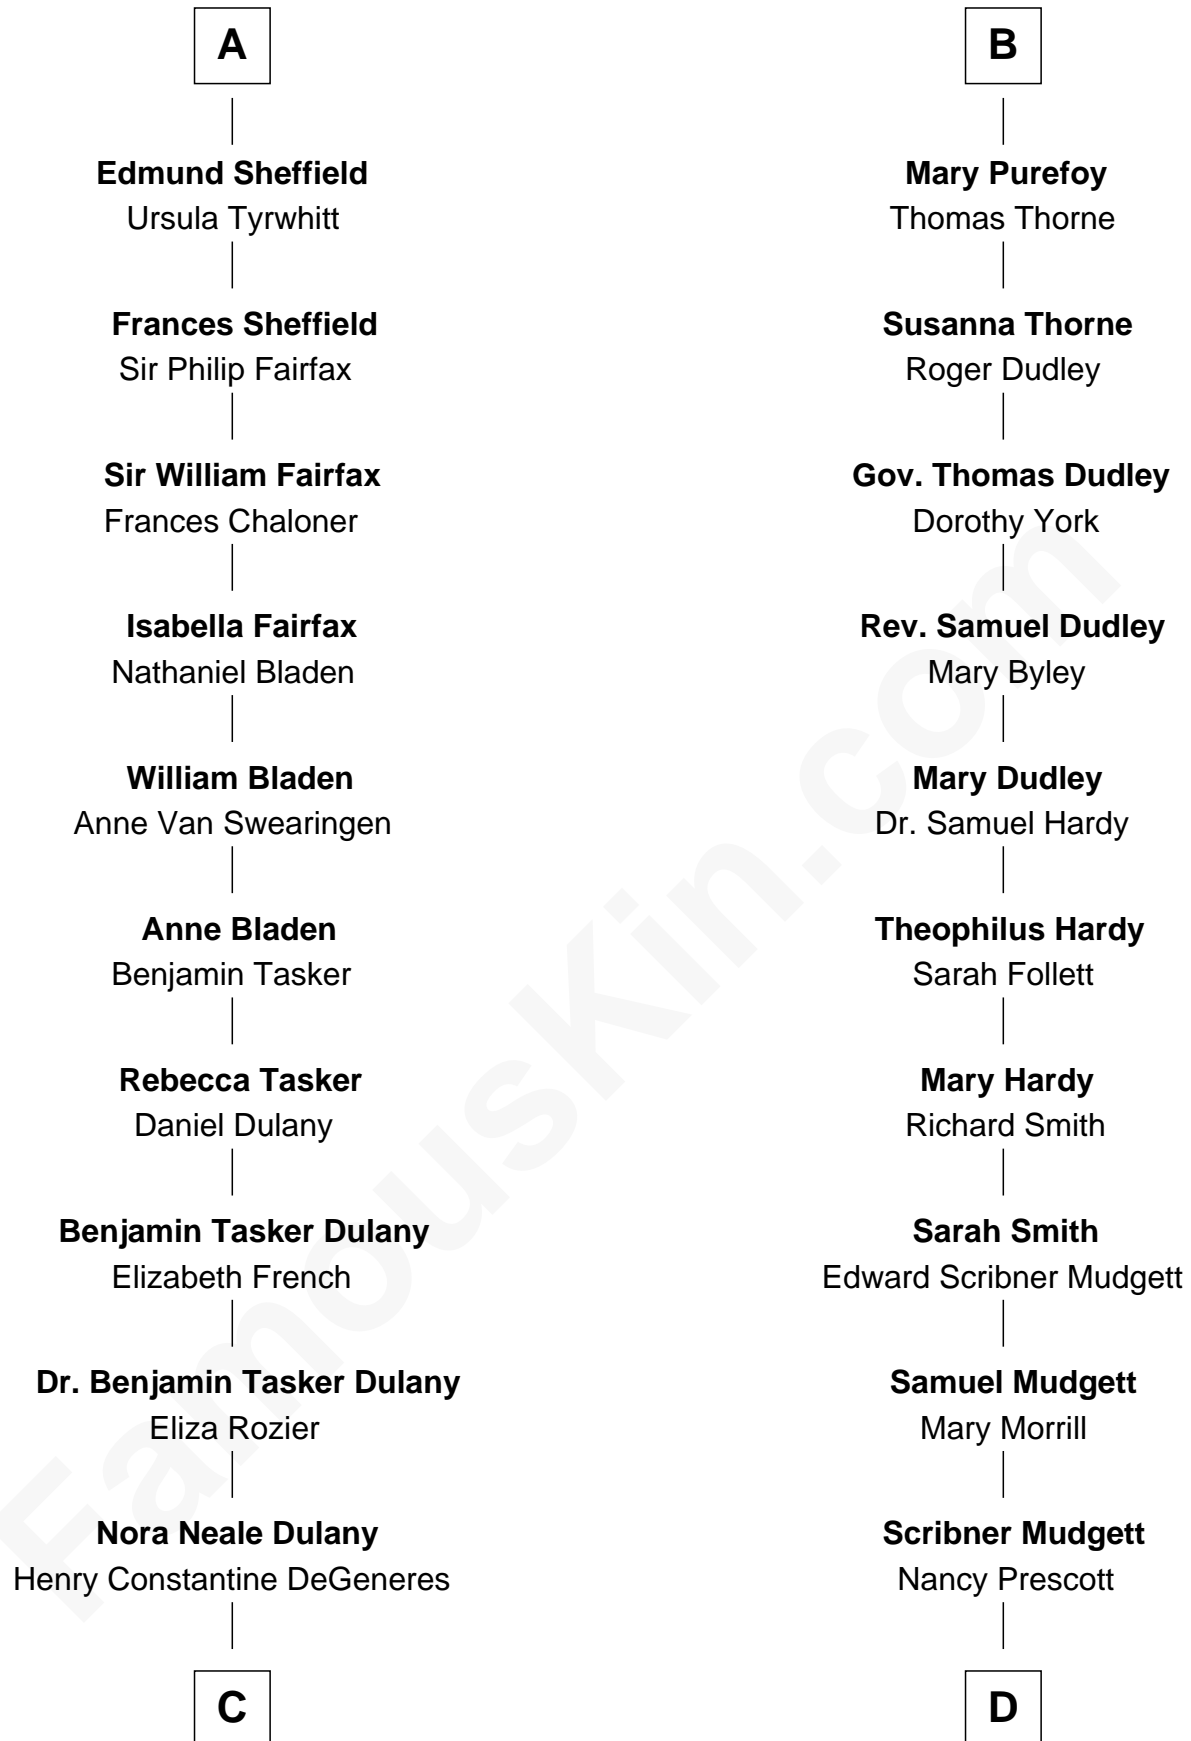 A
Edmund Sheffield
Ursula Tyrwhitt
Frances Sheffield
Sir Philip Fairfax
Sir William Fairfax
Frances Chaloner
Isabella Fairfax
Nathaniel Bladen
William Bladen
Anne Van Swearingen
Anne Bladen
Benjamin Tasker
Rebecca Tasker
Daniel Dulany
Benjamin Tasker Dulany
Elizabeth French
Dr. Benjamin Tasker Dulany
Eliza Rozier
Nora Neale Dulany
Henry Constantine DeGeneres
C
B
Mary Purefoy
Thomas Thorne
Susanna Thorne
Roger Dudley
Gov. Thomas Dudley
Dorothy York
Rev. Samuel Dudley
Mary Byley
Mary Dudley
Dr. Samuel Hardy
Theophilus Hardy
Sarah Follett
Mary Hardy
Richard Smith
Sarah Smith
Edward Scribner Mudgett
Samuel Mudgett
Mary Morrill
Scribner Mudgett
Nancy Prescott
D
FamousKin.com